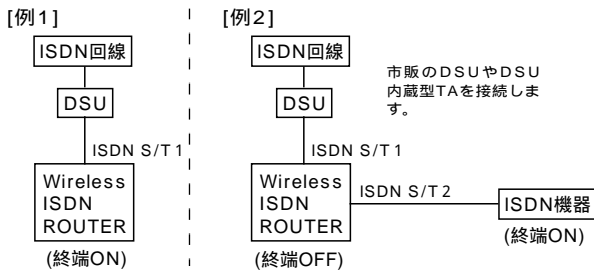 [例1]
ISDN回線
DSU
ISDN S/T1
Wireless
ISDN
ROUTER
(終端ON)
[例2]
ISDN回線
DSU
市販のDSUやDSU
内蔵型TAを接続しま
す。
ISDN S/T1
Wireless
ISDN
ROUTER
(終端OFF)
ISDN S/T2
ISDN機器
(終端ON)